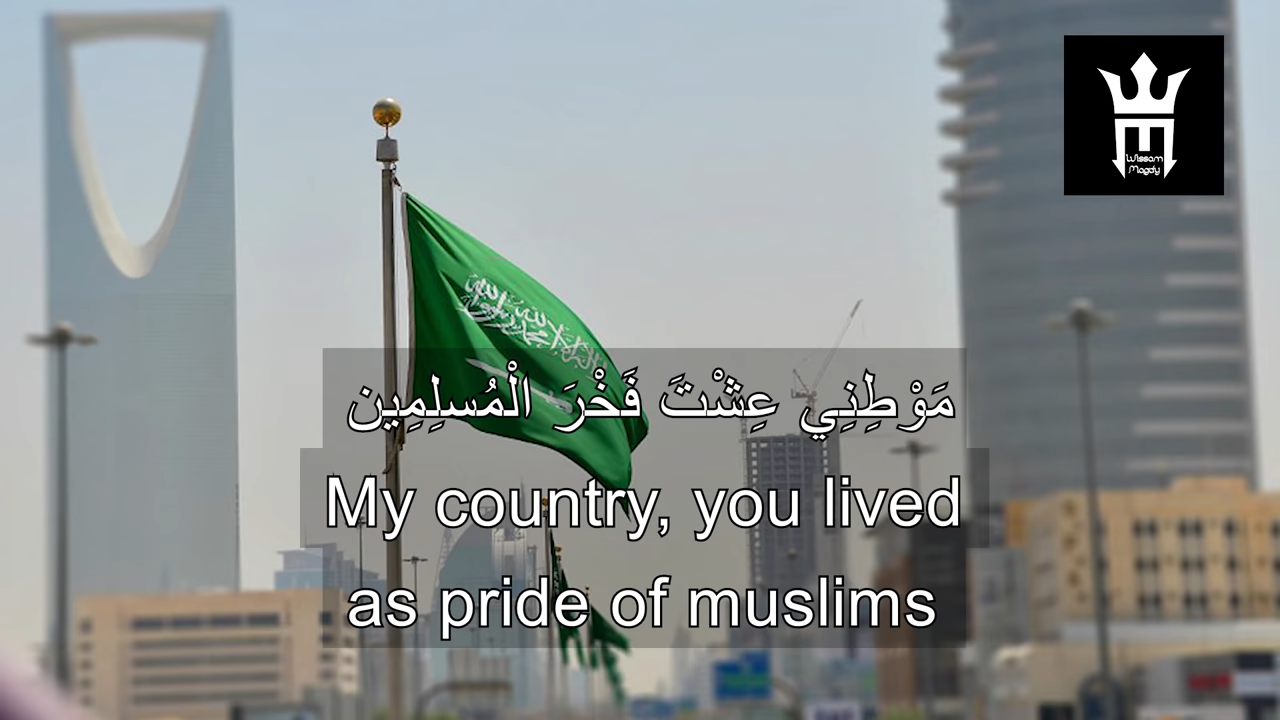 مَوْطِنِي عِشْتَ فَخْرَ الْمُسلِمِين
My country, you lived
as pride of muslims
Wissam
Magdy